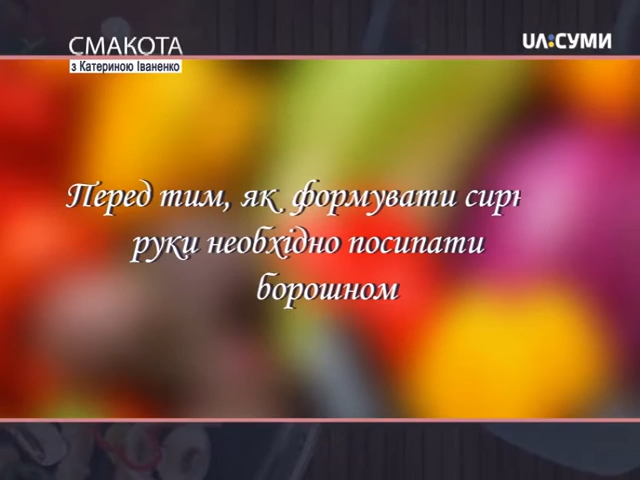 СМАКОТА
з Катериною Іваненко
UA:СУМИ
Перед тим, як формувати
руки необхідно посипати
борошном